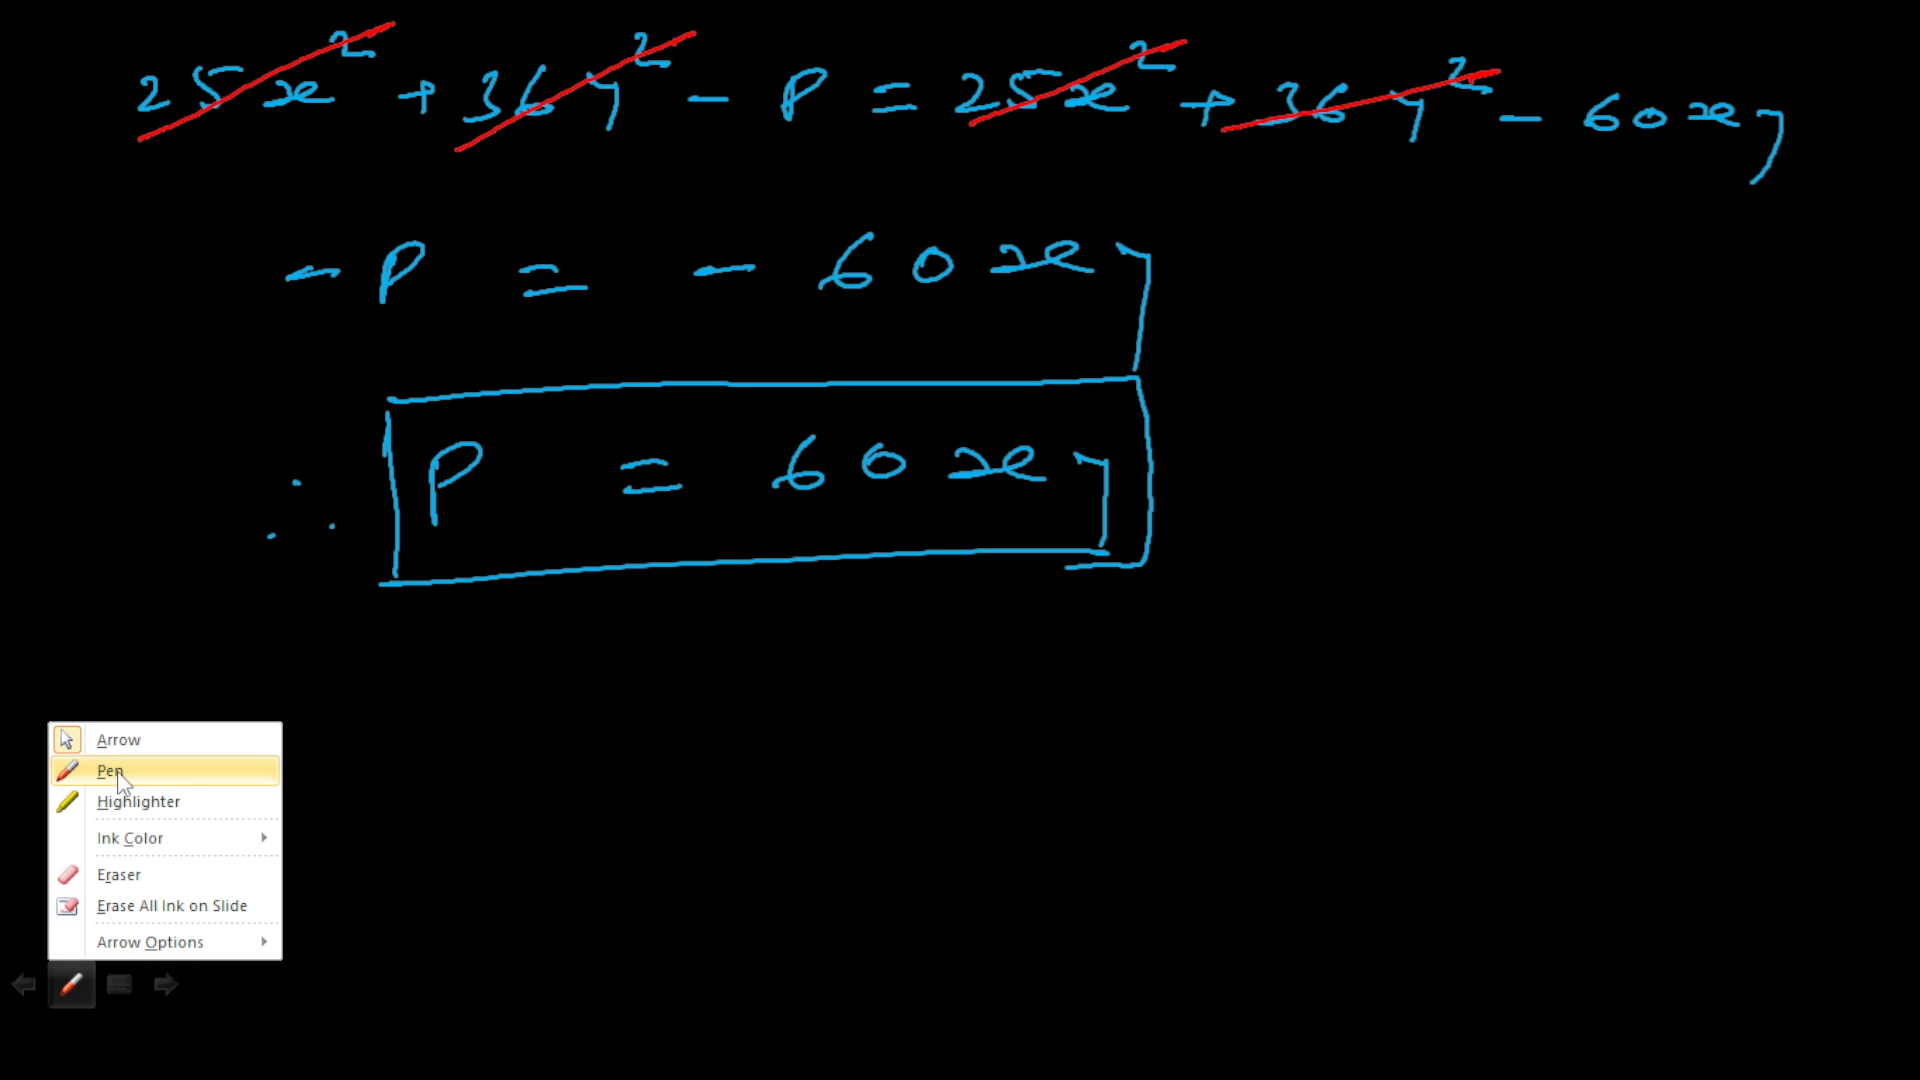 25x² + 36y² - P = 25x² + 36y² - 60xy
- P = - 60xy
∴ P = 60xy
Arrow
Pen
Highlighter
Ink Color
Eraser
Erase All Ink on Slide
Arrow Options